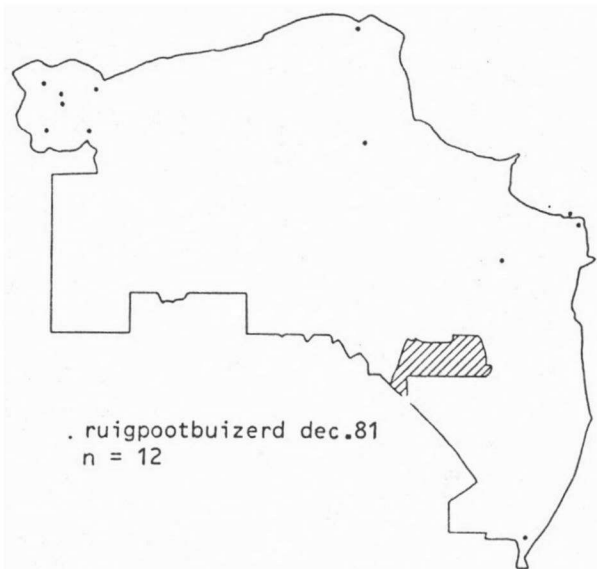 . ruigpootbuizerd dec.81
n = 12